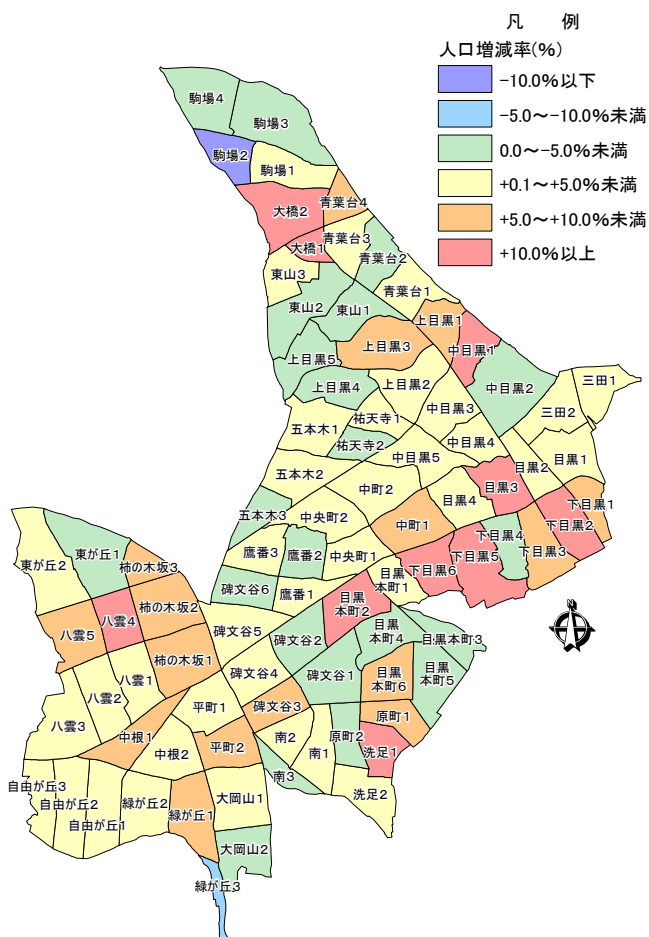 凡　例
人口増減率(%)
-10.0%以下
-5.0～-10.0%未満
0.0～-5.0%未満
+0.1～+5.0%未満
+5.0～+10.0%未満
+10.0%以上
駒場4
駒場3
駒場2
駒場1
大橋2
青葉台4
大橋1
青葉台3
青葉台2
東山3
青葉台1
東山2
東山1
上目黒1
上目黒3
中目黒1
上目黒5
上目黒4
上目黒2
中目黒2
三田1
中目黒3
三田2
祐天寺1
五本木1
祐天寺2
中目黒4
中目黒5
目黒2
目黒1
五本木2
中町2
目黒3
目黒4
下目黒1
五本木3
中央町2
中町1
下目黒2
下目黒4
下目黒3
東が丘2
東が丘1
鷹番3
鷹番2
中央町1
下目黒5
下目黒6
柿の木坂3
碑文谷6
鷹番1
目黒
本町1
目黒
本町2
柿の木坂2
八雲4
八雲5
碑文谷5
碑文谷2
目黒
本町4
目黒本町3
柿の木坂1
碑文谷4
碑文谷1
目黒
本町6
目黒
本町5
八雲1
八雲2
八雲3
平町1
碑文谷3
原町1
中根1
中根2
平町2
南2
南1
原町2
洗足1
南3
自由が丘3
自由が丘2
自由が丘1
緑が丘2
緑が丘1
大岡山1
洗足2
大岡山2
緑が丘3
N